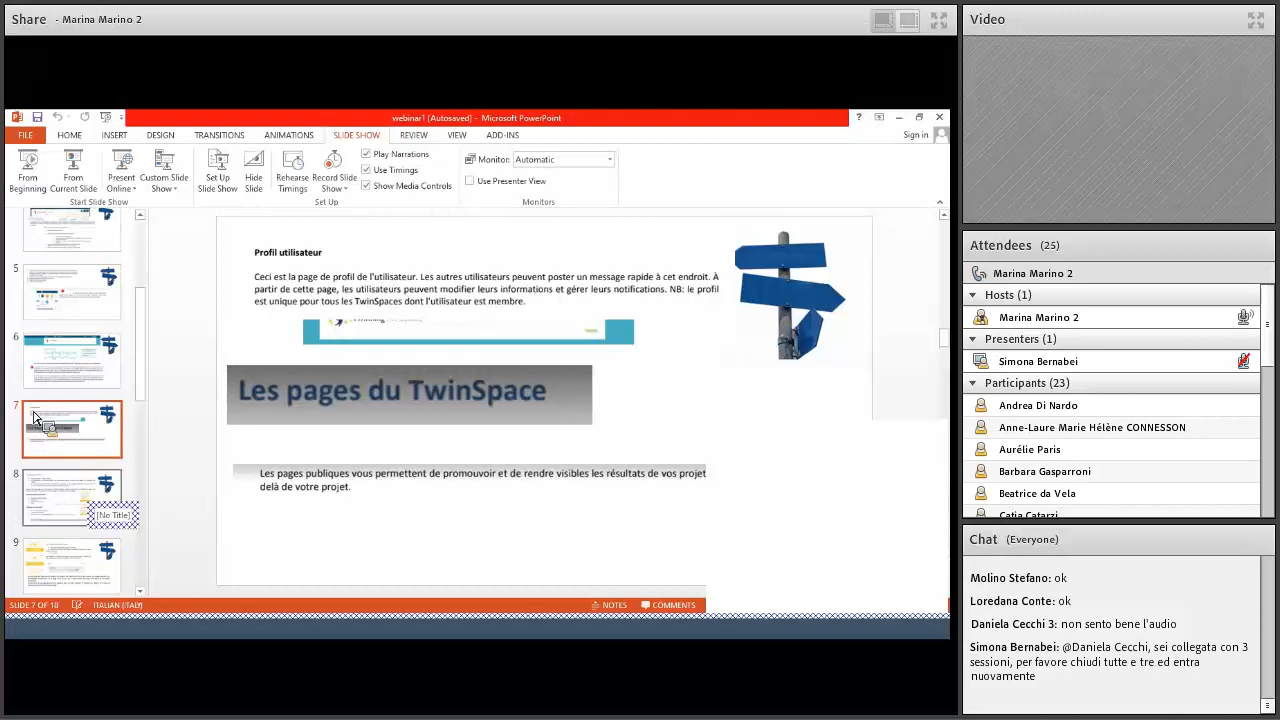 Share - Marina Marino 2
webinar1 [Autosaved] - Microsoft PowerPoint
?
FILE HOME INSERT DESIGN TRANSITIONS ANIMATIONS SLIDE SHOW REVIEW VIEW ADD-INS
Sign in
From Beginning
From Current Slide
Present Online
Custom Slide Show
Set Up Slide Show
Hide Slide
Rehearse Timings
Record Slide Show
Play Narrations
Use Timings
Show Media Controls
Monitor: Automatic
Use Presenter View
Start Slide Show
Set Up
Monitors
5
6
7
8
[No Title]
9
Profil utilisateur
Ceci est la page de profil de l'utilisateur. Les autres utilisateurs peuvent poster un message rapide à cet endroit. À
partir de cette page, les utilisateurs peuvent modifier leurs informations et gérer leurs notifications. NB: le profil
est unique pour tous les TwinSpaces dont l'utilisateur est membre.
Les pages du TwinSpace
Les pages publiques vous permettent de promouvoir et de rendre visibles les résultats de vos projet
delà de votre projet.
SLIDE 7 OF 18 ITALIAN (ITALY) NOTES COMMENTS
Video
Attendees (25)
Marina Marino 2
Hosts (1)
Marina Marino 2
Presenters (1)
Simona Bernabei
Participants (23)
Andrea Di Nardo
Anne-Laure Marie Hélène CONNESSON
Aurélie Paris
Barbara Gasparroni
Beatrice da Vela
Catia Catarzi
Chat (Everyone)
Molino Stefano: ok
Loredana Conte: ok
Daniela Cecchi 3: non sento bene l'audio
Simona Bernabei: @Daniela Cecchi, sei collegata con 3
sessioni, per favore chiudi tutte e tre ed entra
nuovamente